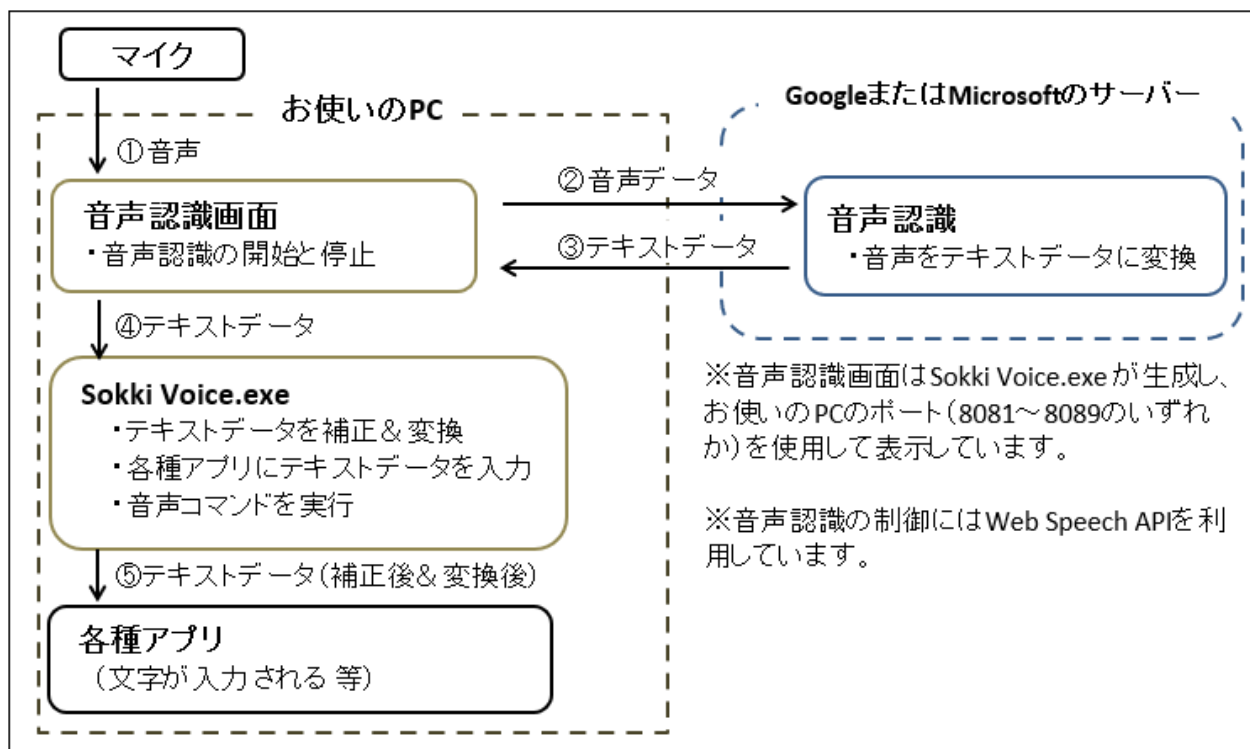 マイク
お使いのPC
GoogleまたはMicrosoftのサーバー
①音声
②音声データ
音声認識画面
・音声認識の開始と停止
③テキストデータ
音声認識
・音声をテキストデータに変換
④テキストデータ
Sokki Voice.exe
・テキストデータを補正&変換
・各種アプリにテキストデータを入力
・音声コマンドを実行
※音声認識画面はSokki Voice.exeが生成し、
お使いのPCのポート(8081～8089のいずれ
か)を使用して表示しています。
※音声認識の制御にはWeb Speech APIを利
用しています。
⑤テキストデータ(補正後&変換後)
各種アプリ
(文字が入力される 等)